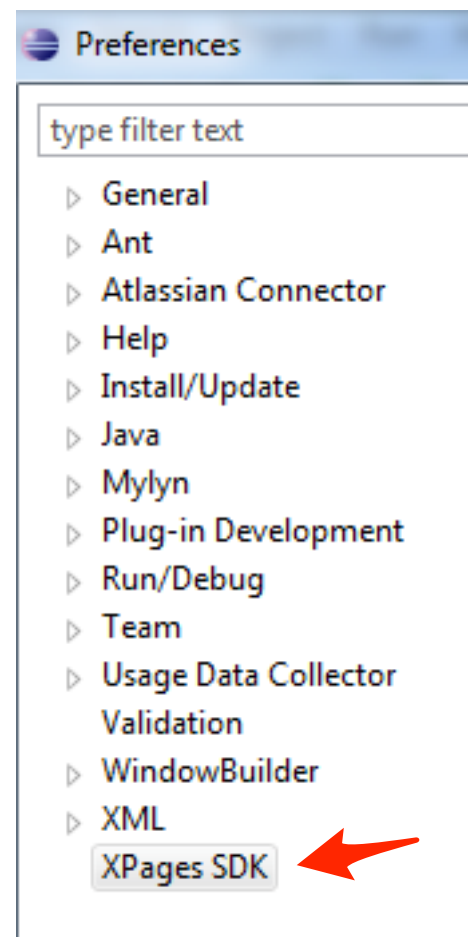 Preferences
type filter text
General
Ant
Atlassian Connector
Help
Install/Update
Java
Mylyn
Plug-in Development
Run/Debug
Team
Usage Data Collector
Validation
WindowBuilder
XML
XPages SDK